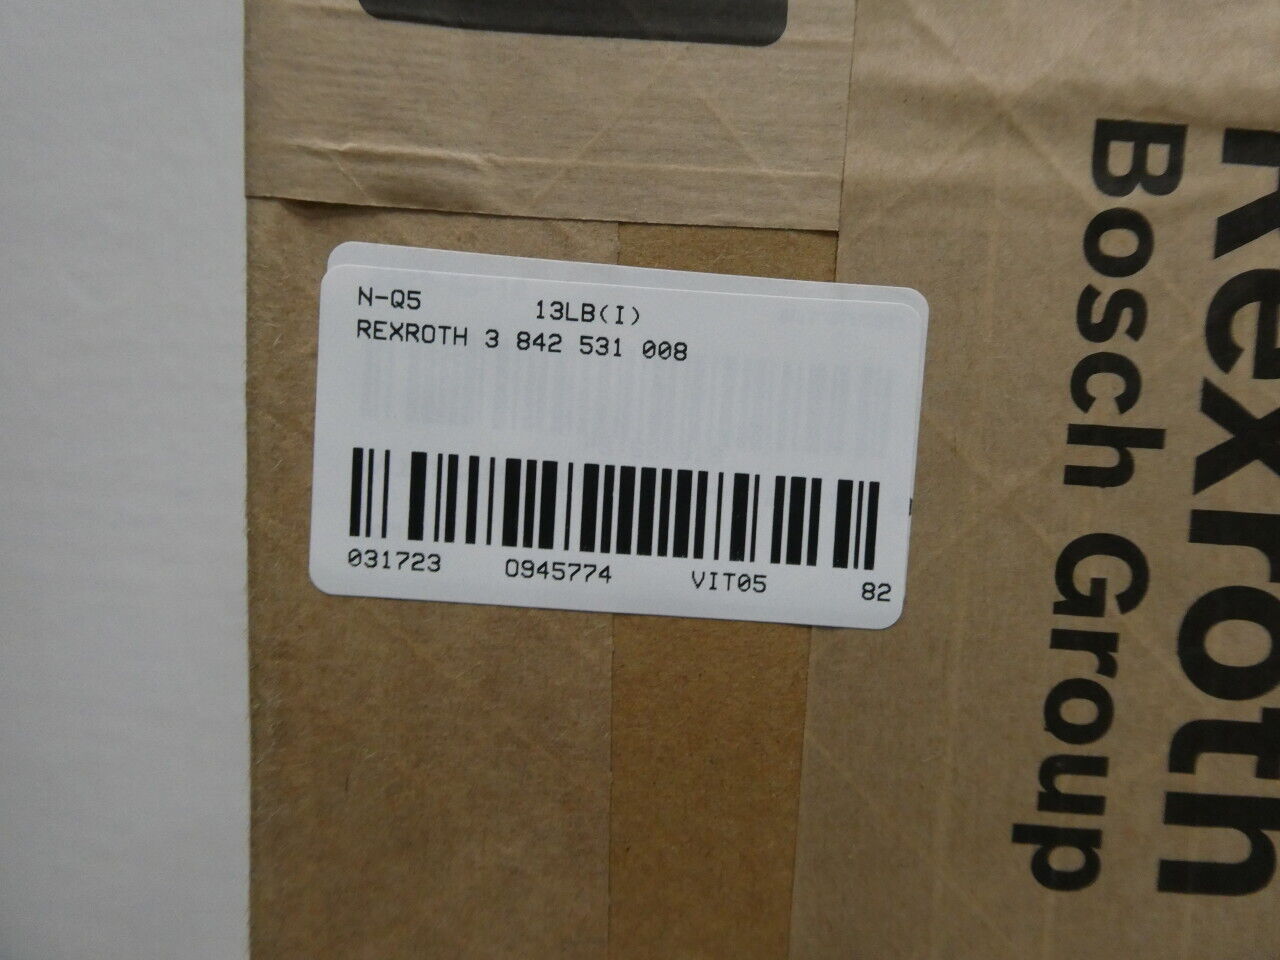 N-Q5 13LB(I)
REXROTH 3 842 531 008
031723 0945774 VIT05 82
Rexroth
Bosch Group